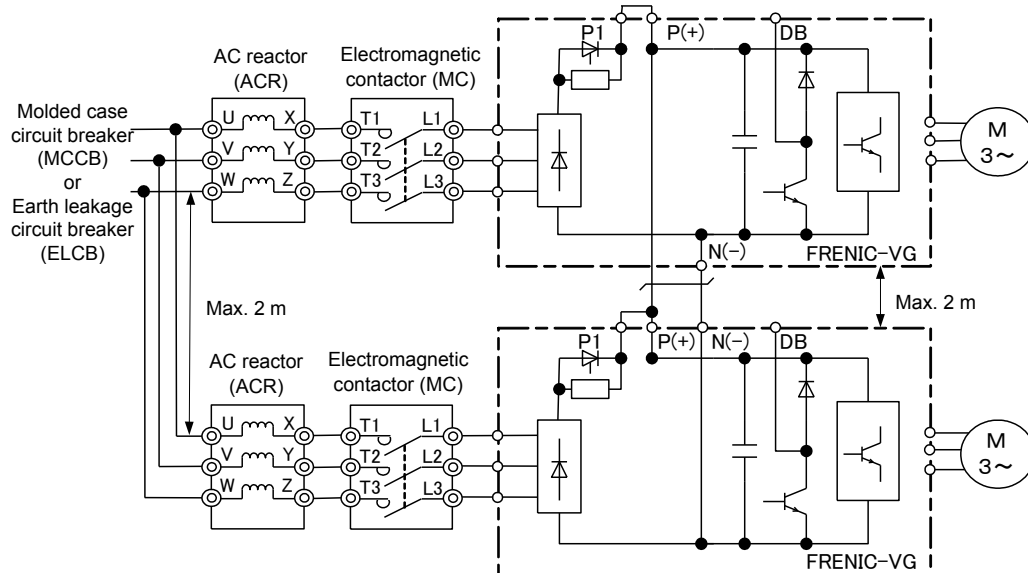 P1
P(+)
DB
AC reactor
(ACR)
Electromagnetic
contactor (MC)
Molded case
circuit breaker
(MCCB)
or
Earth leakage
circuit breaker
(ELCB)
U X
V Y
W Z
T1 L1
T2 L2
T3 L3
M
3~
N(-)
FRENIC-VG
Max. 2 m
Max. 2 m
P1
P(+)
N(-)
DB
AC reactor
(ACR)
Electromagnetic
contactor (MC)
U X
V Y
W Z
T1 L1
T2 L2
T3 L3
M
3~
FRENIC-VG